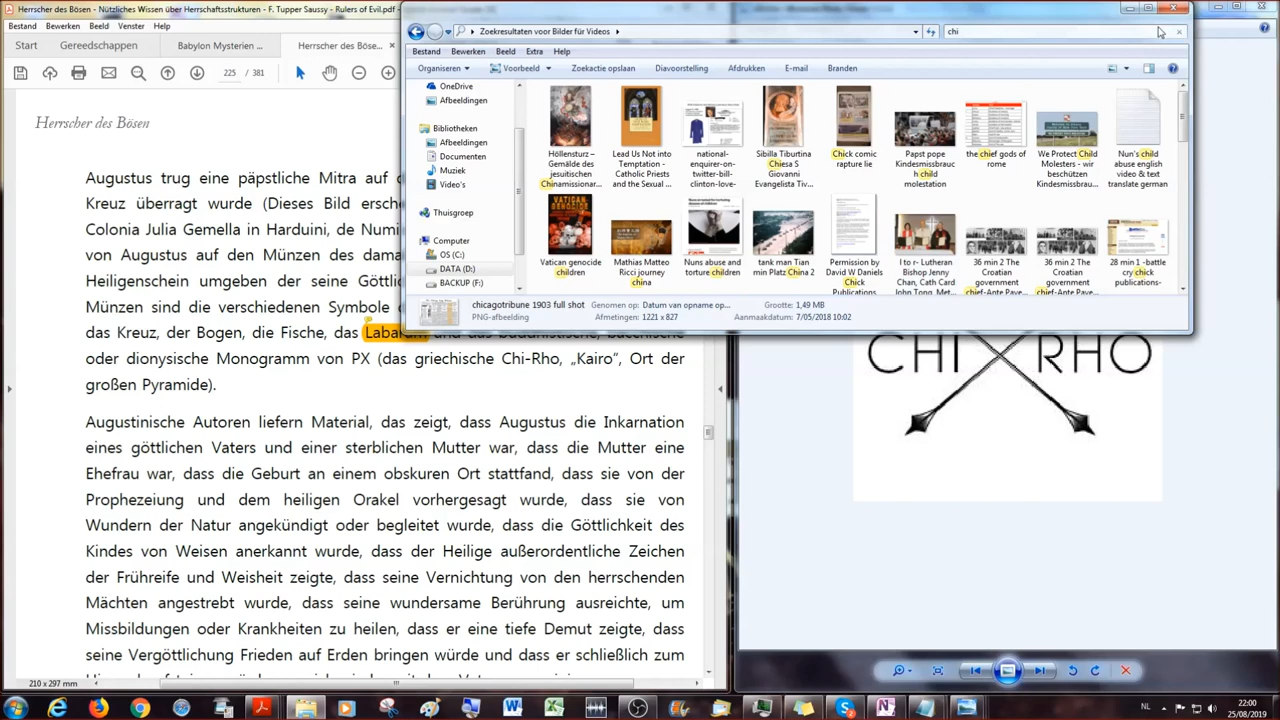 Herrscher des Bösen - Nützliches Wissen über Herrschaftsstrukturen - F. Tupper Saussy - Rulers of Evil.pdf
Bestand Bearbeiten Bild Venster Help
Start Gereedschappen Babylon Mysterien ... Herrscher des Böse... ×
225 / 381
Herrscher des Bösen
Augustus trug eine päpstliche Mitra auf
Kreuz überragt wurde (Dieses Bild
Colonia Julia Gemella in Harduini, de
von Augustus auf den Münzen des
Heiligenschein umgeben der seine
Münzen sind die verschiedenen Symbole
das Kreuz, der Bogen, die Fische, das Labarum und das buddhistische, bacchische
oder dionysische Monogramm von PX (das griechische Chi-Rho, „Kairo“, Ort der
großen Pyramide).
Augustinische Autoren liefern Material, das zeigt, dass Augustus die Inkarnation
eines göttlichen Vaters und einer sterblichen Mutter war, dass die Mutter eine
Ehefrau war, dass die Geburt an einem obskuren Ort stattfand, dass sie von der
Prophezeiung und dem heiligen Orakel vorhergesagt wurde, dass sie von
Wundern der Natur angekündigt oder begleitet wurde, dass die Göttlichkeit des
Kindes von Weisen anerkannt wurde, dass der Heilige außerordentliche Zeichen
der Frühreife und Weisheit zeigte, dass seine Vernichtung von den herrschenden
Mächten angestrebt wurde, dass seine wundersame Berührung ausreichte, um
Missbildungen oder Krankheiten zu heilen, dass er eine tiefe Demut zeigte, dass
seine Vergöttlichung Frieden auf Erden bringen würde und dass er schließlich zum
210 x 297 mm
Zoekresultaten voor Bilder für Videos
chi
Bestand Bewerken Beeld Extra Help
Organiseren Voorbeeld Zoekactie opslaan Diavoorstelling Afdrukken E-mail Branden
OneDrive
Afbeeldingen
Bibliotheken
Afbeeldingen
Documenten
Muziek
Video's
Thuisgroep
Computer
OS (C:)
DATA (D:)
BACKUP (F:)
Höllensturz – Gemälde des jesuitischen Chinamissionar...
Lead Us Not into Temptation - Catholic Priests and the Sexual ...
national-enquirer-on-twitter-bill-clinton-love-
Sibilla Tiburtina Chiesa S Giovanni Evangelista Tiv...
Chick comic rapture lie
Papst pope Kindesmissbrauch child molestation
the chief gods of rome
We Protect Child Molesters - wir beschützen Kindesmissbrau...
Nun's child abuse english video & text translate german
Vatican genocide children
Mathias Matteo Ricci journey china
Nuns abuse and torture children
tank man Tian min Platz China 2
Permission by David W Daniels Chick Publications
l to r- Lutheran Bishop Jenny Chan, Cath Card John Tong, Met...
36 min 2 The Croatian government chief-Ante Pave...
36 min 2 The Croatian government chief-Ante Pave...
28 min 1 -battle cry chick publications-
chicagotribune 1903 full shot Genomen op: Datum van opname op... Grootte: 1,49 MB
PNG-afbeelding Afmetingen: 1221 x 827 Aanmaakdatum: 7/05/2018 10:02
CHI RHO
NL
22:00
25/08/2019